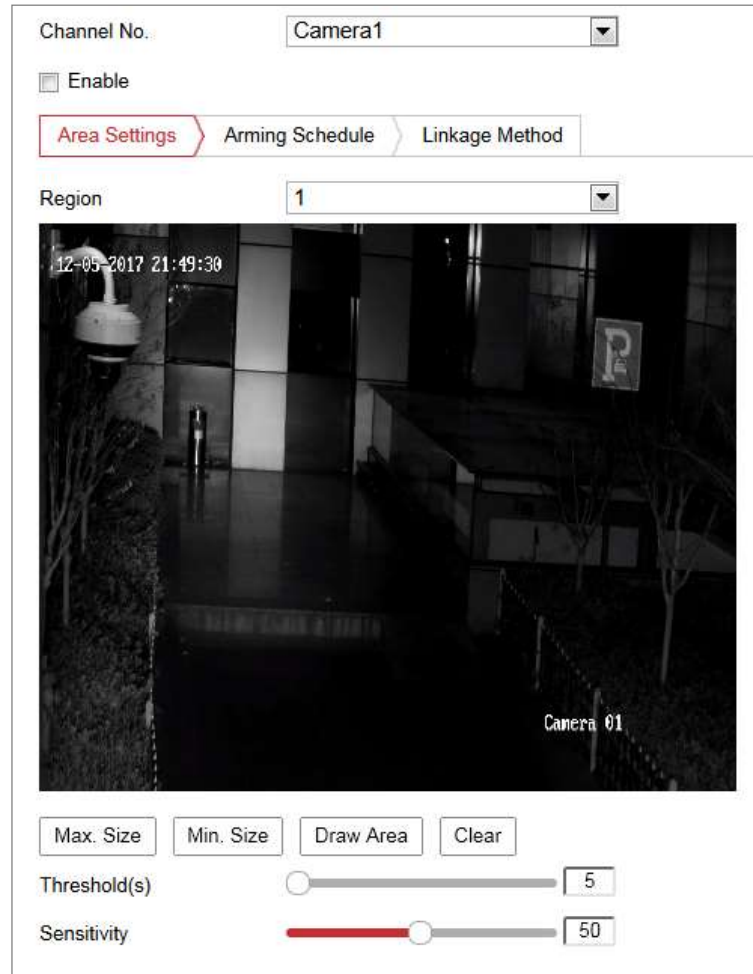 Channel No. Camera1
Enable
Area Settings Arming Schedule Linkage Method
Region 1
12-05-2017 21:49:30
P
Camera 01
Max. Size Min. Size Draw Area Clear
Threshold(s) 5
Sensitivity 50